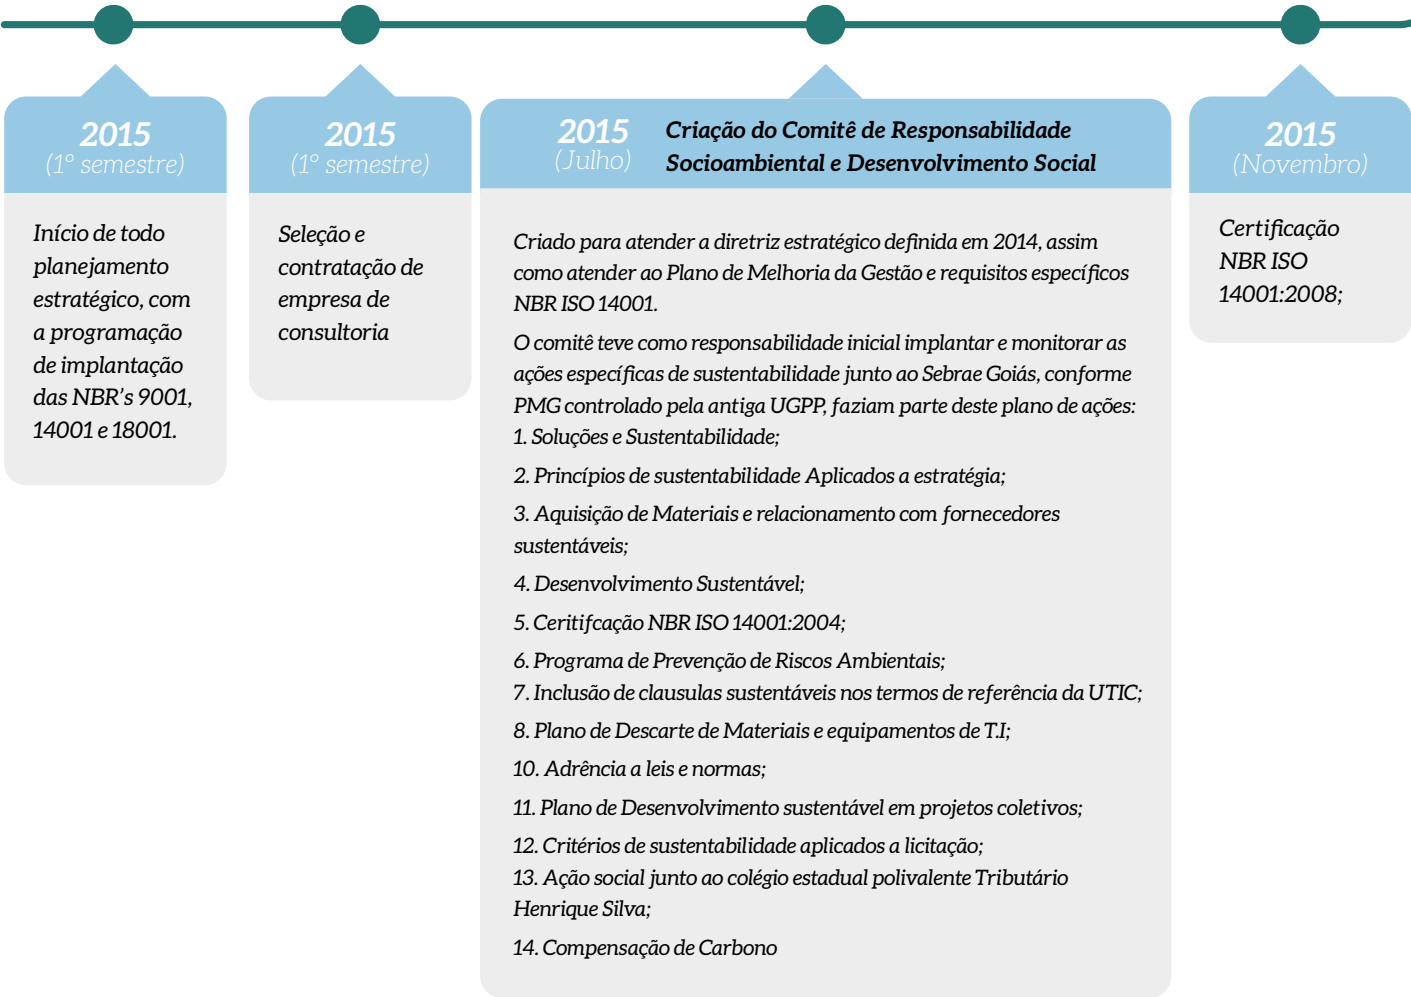 2015
(1º semestre)
Início de todo
planejamento
estratégico, com
a programação
de implantação
das NBR's 9001,
14001 e 18001.
2015
(1º semestre)
Seleção e
contratação de
empresa de
consultoria
2015
(Julho)
Criação do Comitê de Responsabilidade
Socioambiental e Desenvolvimento Social
Criado para atender a diretriz estratégico definida em 2014, assim
como atender ao Plano de Melhoria da Gestão e requisitos específicos
NBR ISO 14001.
O comitê teve como responsabilidade inicial implantar e monitorar as
ações específicas de sustentabilidade junto ao Sebrae Goiás, conforme
PMG controlado pela antiga UGPP, faziam parte deste plano de ações:
1. Soluções e Sustentabilidade;
2. Princípios de sustentabilidade Aplicados a estratégia;
3. Aquisição de Materiais e relacionamento com fornecedores
sustentáveis;
4. Desenvolvimento Sustentável;
5. Ceritifcação NBR ISO 14001:2004;
6. Programa de Prevenção de Riscos Ambientais;
7. Inclusão de clausulas sustentáveis nos termos de referência da UTIC;
8. Plano de Descarte de Materiais e equipamentos de T.I;
10. Adrência a leis e normas;
11. Plano de Desenvolvimento sustentável em projetos coletivos;
12. Critérios de sustentabilidade aplicados a licitação;
13. Ação social junto ao colégio estadual polivalente Tributário
Henrique Silva;
14. Compensação de Carbono
2015
(Novembro)
Certificação
NBR ISO
14001:2008;